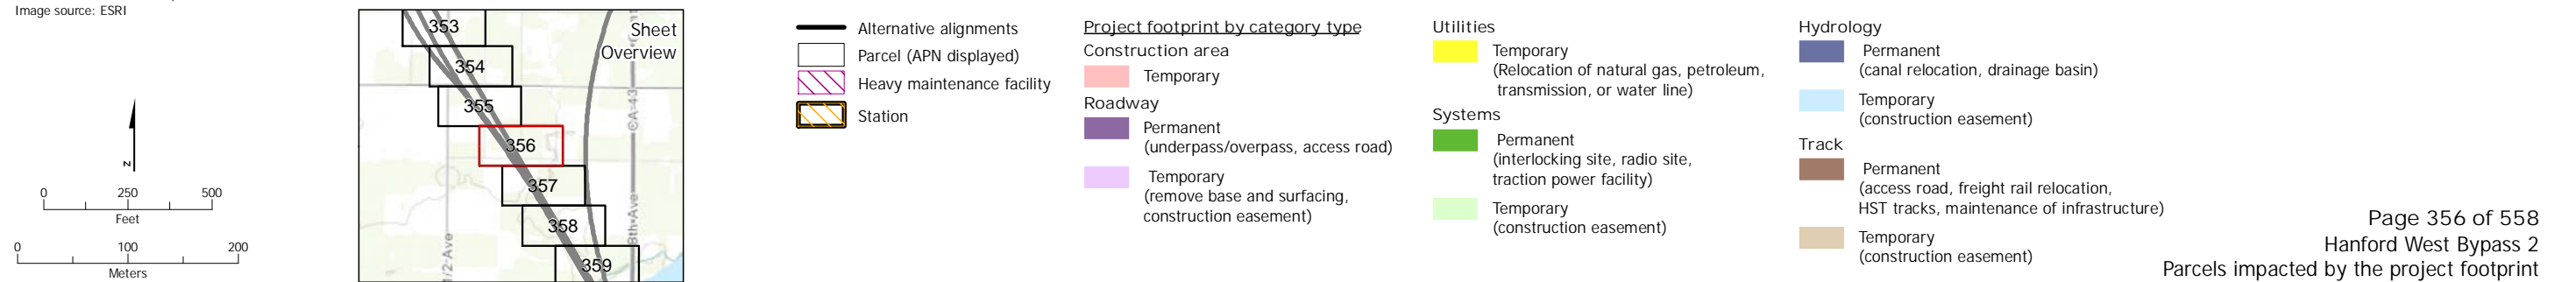 Image source: ESRI
N
0 250 500
Feet
0 100 200
Meters
Sheet
Overview
353
354
355
356
357
358
359
CA-43
8th Ave
1/2 Ave
Alternative alignments
Parcel (APN displayed)
Heavy maintenance facility
Station
Project footprint by category type
Construction area
Temporary
Roadway
Permanent
(underpass/overpass, access road)
Temporary
(remove base and surfacing,
construction easement)
Utilities
Temporary
(Relocation of natural gas, petroleum,
transmission, or water line)
Systems
Permanent
(interlocking site, radio site,
traction power facility)
Temporary
(construction easement)
Hydrology
Permanent
(canal relocation, drainage basin)
Temporary
(construction easement)
Track
Permanent
(access road, freight rail relocation,
HST tracks, maintenance of infrastructure)
Temporary
(construction easement)
Page 356 of 558
Hanford West Bypass 2
Parcels impacted by the project footprint